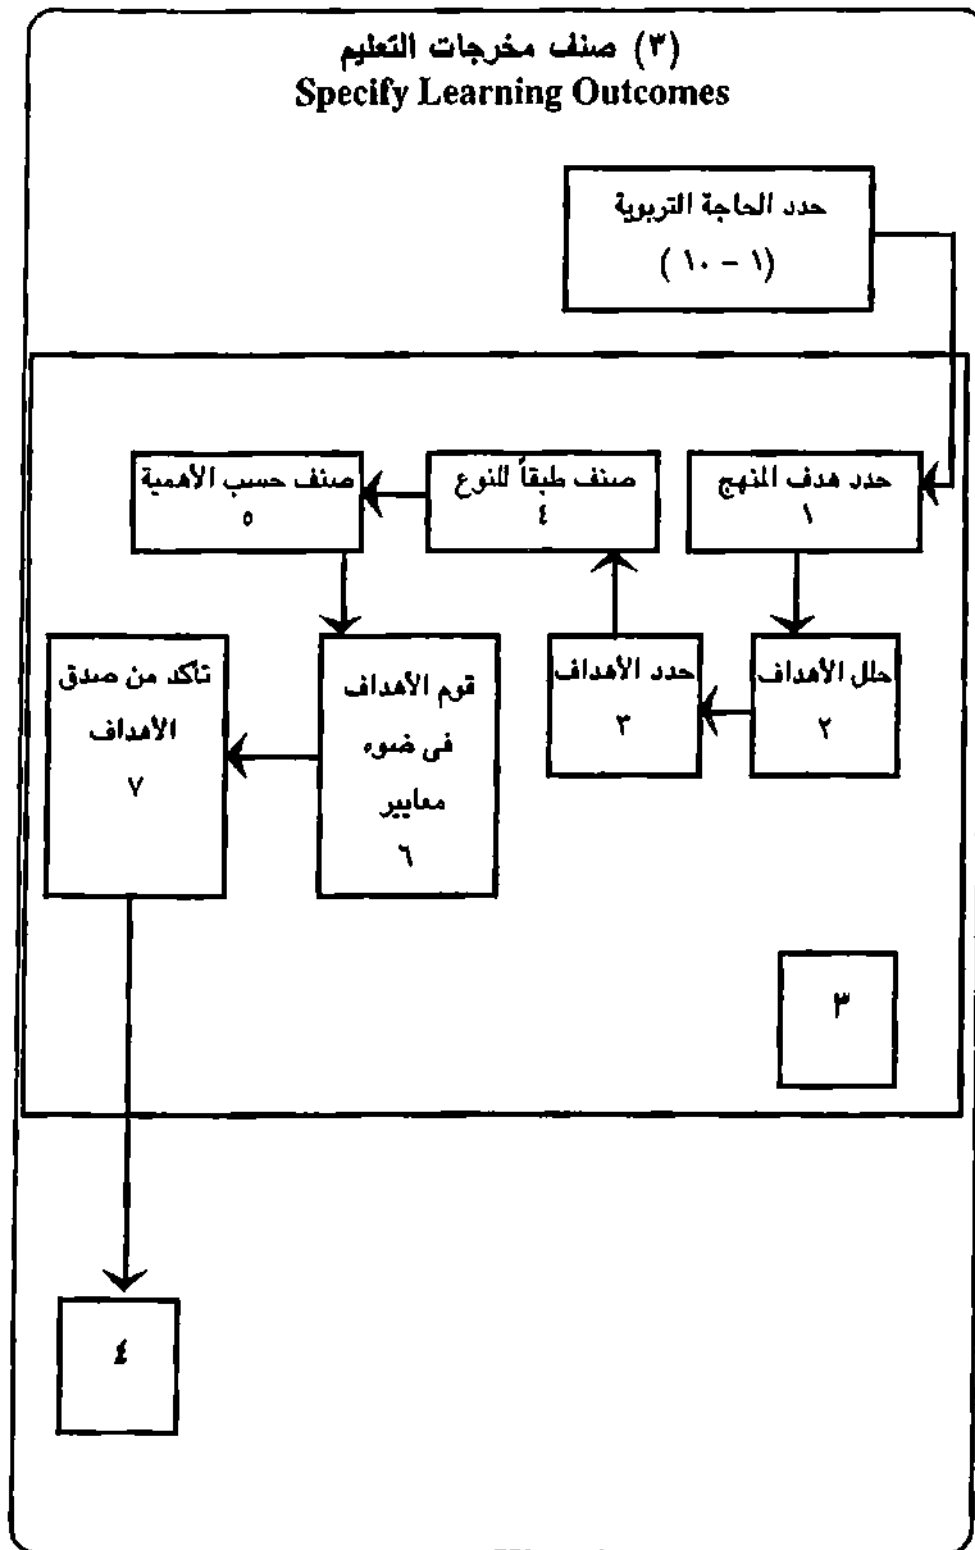 (٣) صنف مخرجات التعليم
Specify Learning Outcomes
حدد الحاجة التربوية
(١ - ١٠)
حدد هدف المنهج
١
حلل الأهداف
٢
حدد الأهداف
٣
صنف طبقاً للنوع
٤
صنف حسب الأهمية
٥
قوم الأهداف
فى ضوء
معايير
٦
تأكد من صدق
الأهداف
٧
٣
٤